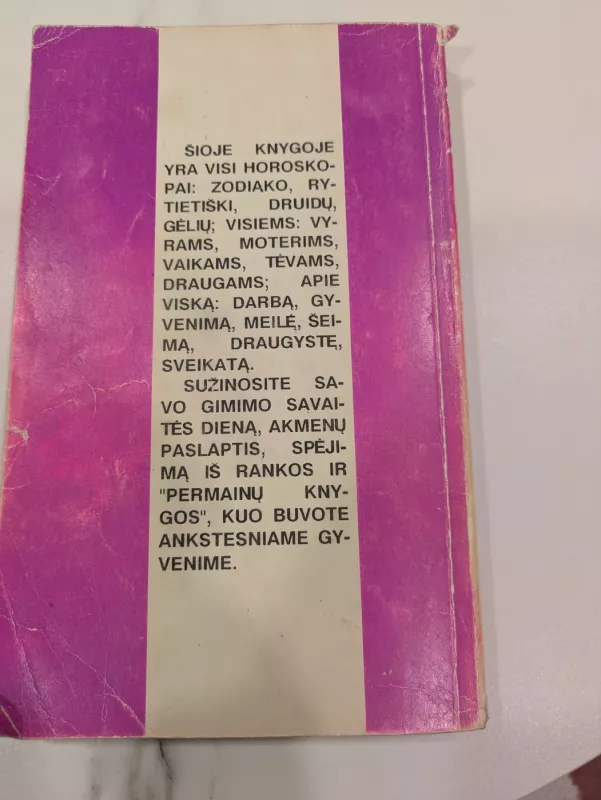 ŠIOJE KNYGOJE
YRA VISI HOROSKO-
PAI: ZODIAKO, RY-
TIETIŠKI, DRUIDŲ,
GĖLIŲ; VISIEMS: VY-
RAMS, MOTERIMS,
VAIKAMS, TĖVAMS,
DRAUGAMS; APIE
VISKĄ: DARBĄ, GY-
VENIMĄ, MEILĘ, ŠEI-
MĄ, DRAUGYSTĘ,
SVEIKATĄ.
SUŽINOSITE SA-
VO GIMIMO SAVAI-
TĖS DIENĄ, AKMENŲ
PASLAPTIS, SPĖJI-
MĄ IŠ RANKOS IR
"PERMAINŲ KNY-
GOS", KUO BUVOTE
ANKSTESNIAME GY-
VENIME.